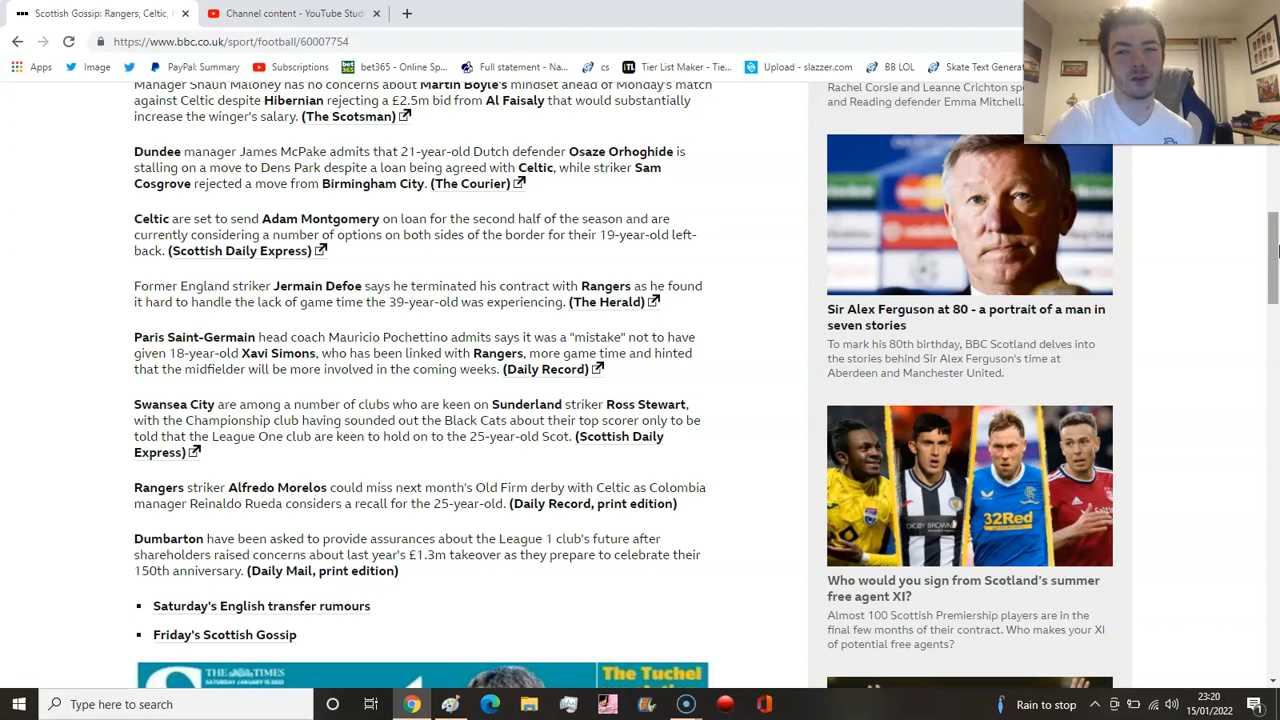 Scottish Gossip: Rangers, Celtic,
Channel content - YouTube Stud
https://www.bbc.co.uk/sport/football/60007754
Apps
Image
PayPal: Summary
Subscriptions
bet365 - Online Sp...
Full statement - Na...
cs
Tier List Maker - Tie...
Upload - slazzer.com
BB LOL
Skate Text Generat
Manager Shaun Maloney has no concerns about Martin Boyle's mindset ahead of Monday's match
against Celtic despite Hibernian rejecting a £2.5m bid from Al Faisaly that would substantially
increase the winger's salary. (The Scotsman)
Dundee manager James McPake admits that 21-year-old Dutch defender Osaze Orhoghide is
stalling on a move to Dens Park despite a loan being agreed with Celtic, while striker Sam
Cosgrove rejected a move from Birmingham City. (The Courier)
Celtic are set to send Adam Montgomery on loan for the second half of the season and are
currently considering a number of options on both sides of the border for their 19-year-old left-
back. (Scottish Daily Express)
Former England striker Jermain Defoe says he terminated his contract with Rangers as he found
it hard to handle the lack of game time the 39-year-old was experiencing. (The Herald)
Paris Saint-Germain head coach Mauricio Pochettino admits says it was a "mistake" not to have
given 18-year-old Xavi Simons, who has been linked with Rangers, more game time and hinted
that the midfielder will be more involved in the coming weeks. (Daily Record)
Swansea City are among a number of clubs who are keen on Sunderland striker Ross Stewart,
with the Championship club having sounded out the Black Cats about their top scorer only to be
told that the League One club are keen to hold on to the 25-year-old Scot. (Scottish Daily
Express)
Rangers striker Alfredo Morelos could miss next month's Old Firm derby with Celtic as Colombia
manager Reinaldo Rueda considers a recall for the 25-year-old. (Daily Record, print edition)
Dumbarton have been asked to provide assurances about the League 1 club's future after
shareholders raised concerns about last year's £1.3m takeover as they prepare to celebrate their
150th anniversary. (Daily Mail, print edition)
Saturday's English transfer rumours
Friday's Scottish Gossip
THE TIMES
SATURDAY JANUARY 15 2022
The Tuchel
Rachel Corsie and Leanne Crichton sp
and Reading defender Emma Mitchell.
Sir Alex Ferguson at 80 - a portrait of a man in
seven stories
To mark his 80th birthday, BBC Scotland delves into
the stories behind Sir Alex Ferguson's time at
Aberdeen and Manchester United.
DIGBY BROWN
32Red
Who would you sign from Scotland's summer
free agent XI?
Almost 100 Scottish Premiership players are in the
final few months of their contract. Who makes your XI
of potential free agents?
Type here to search
Rain to stop
23:20
15/01/2022